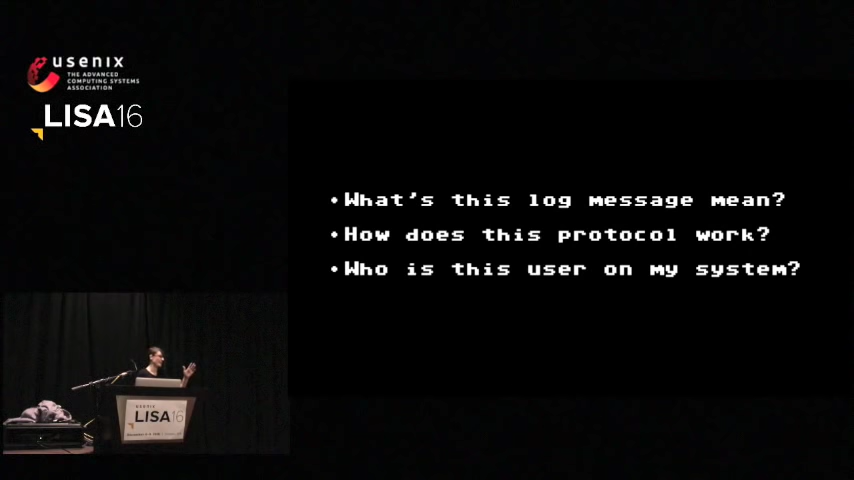 usenix
THE ADVANCED
COMPUTING SYSTEMS
ASSOCIATION
LISA16
•What's this log message mean?
•How does this protocol work?
•Who is this user on my system?
usenix
LISA16